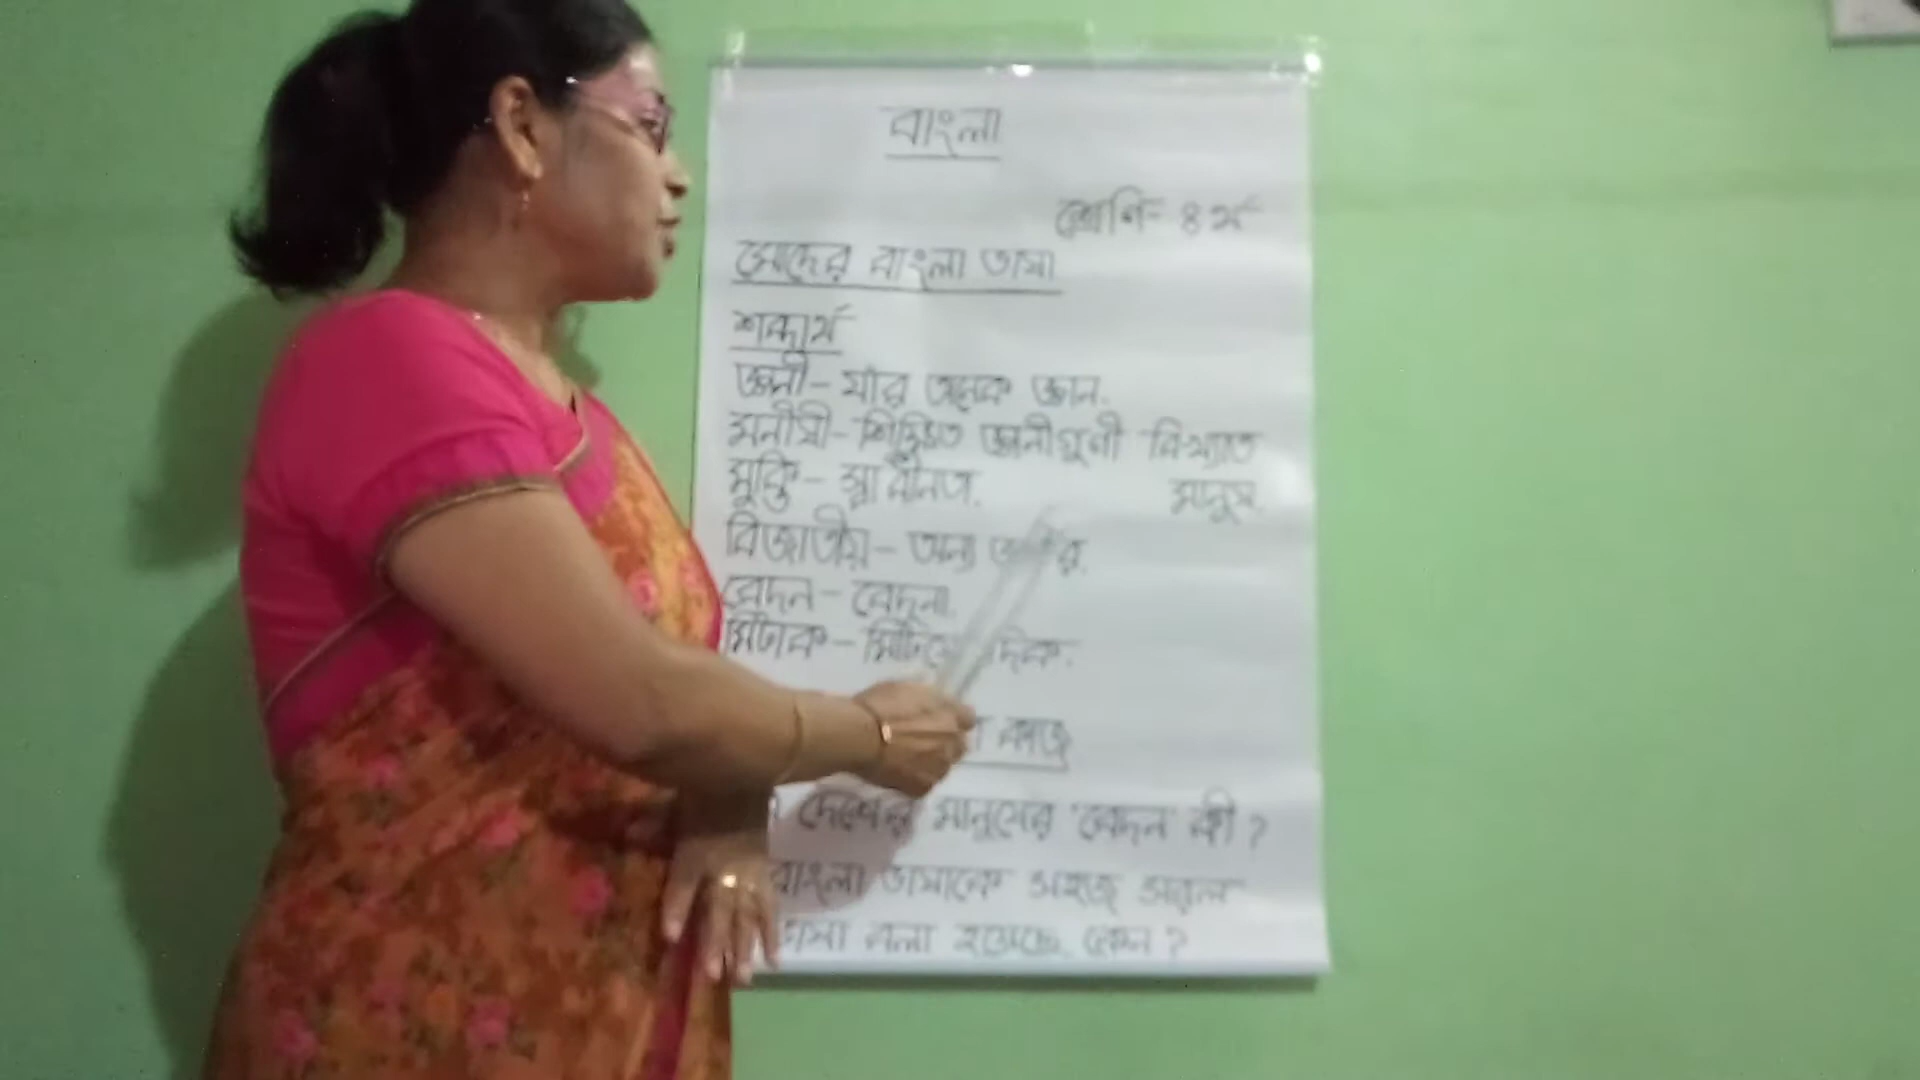 বাংলা
শ্রেণি- ৪র্থ
মোদের বাংলা ভাষা
শব্দার্থ
জ্ঞানী- যাঁর অনেক জ্ঞান.
মনীষী- শিক্ষিত জ্ঞানীগুণী বিখ্যাত
মানুষ.
মুক্তি- স্বাধীনতা.
বিজাতীয়- অন্য
বেদন- বেদনা.
মিটাক- মিটিয়ে দিক.
কাজ
দেশের মানুষের 'বেদন' কী?
বাংলা ভাষাকে সহজ সরল
ভাষা বলা হয়েছে কেন?